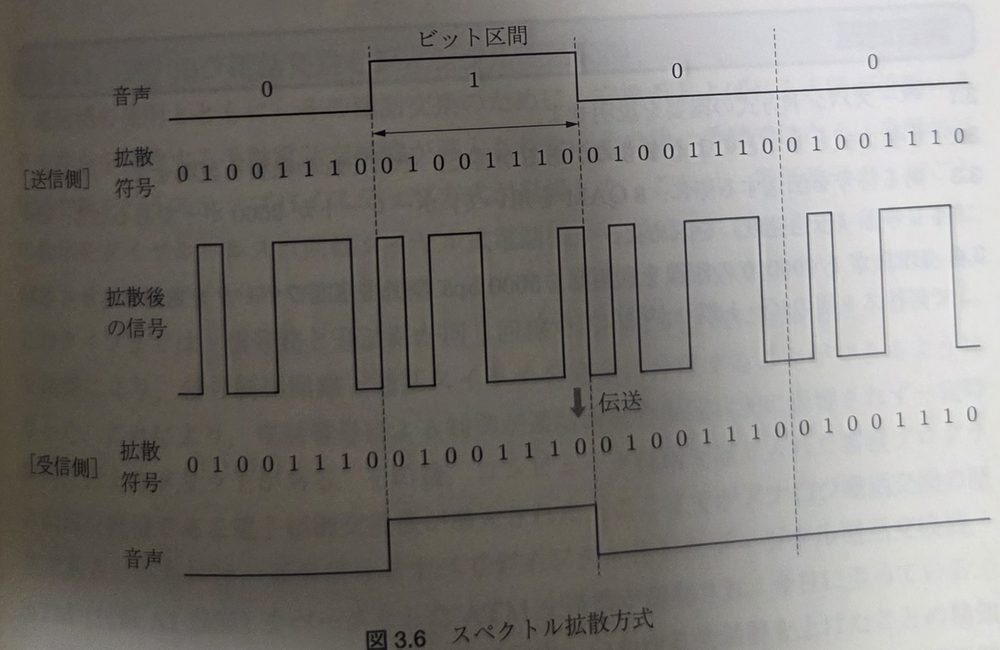 ビット区間
音声 0 1 0 0
[送信側] 拡散符号 0 1 0 0 1 1 1 0 0 1 0 0 1 1 1 0 0 1 0 0 1 1 1 0 0 1 0 0 1 1 1 0
拡散後
の信号
伝送
[受信側] 拡散符号 0 1 0 0 1 1 1 0 0 1 0 0 1 1 1 0 0 1 0 0 1 1 1 0 0 1 0 0 1 1 1 0
音声
図 3.6 スペクトル拡散方式